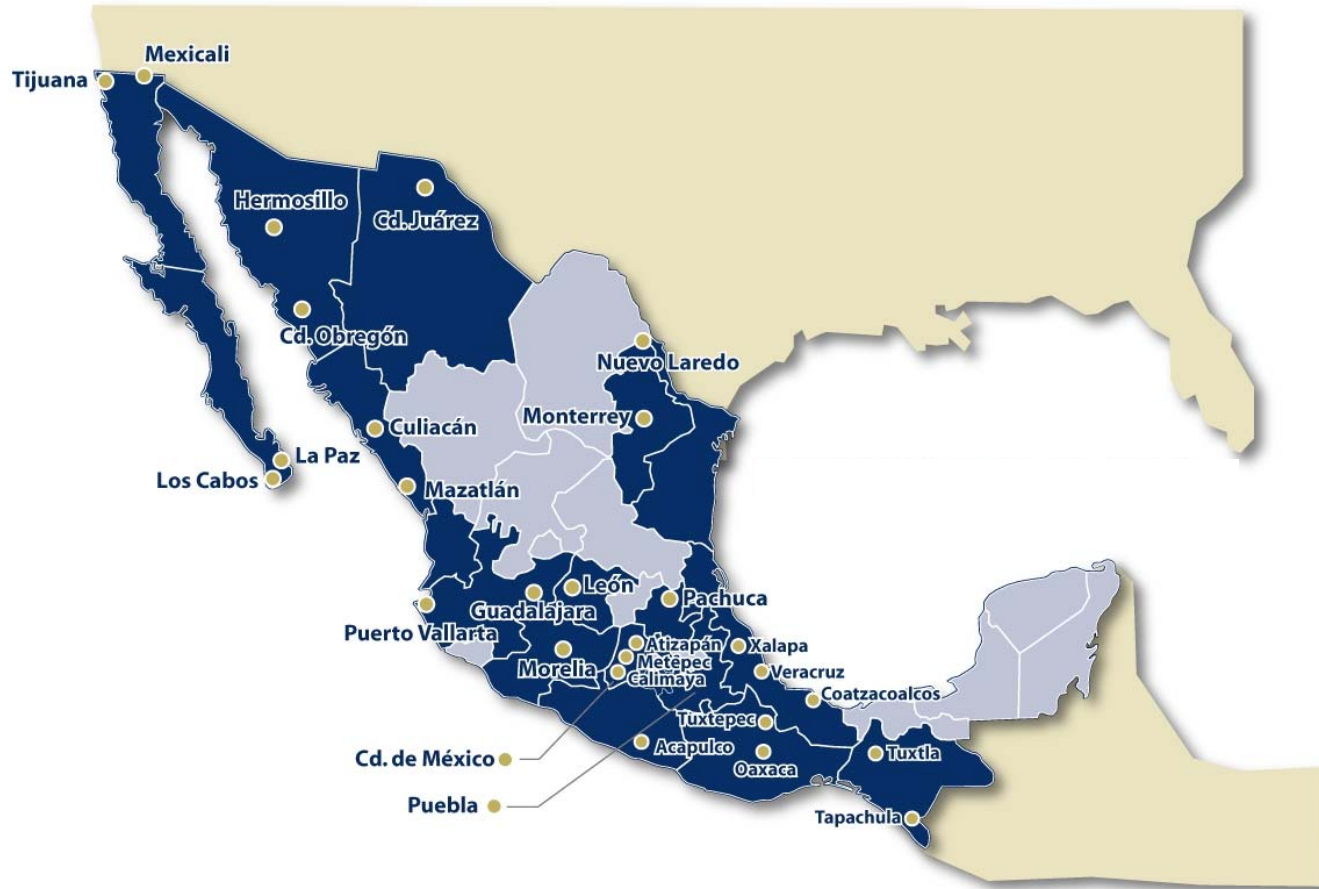 Mexicali
Tijuana
Hermosillo
Cd. Juárez
Cd. Obregón
Nuevo Laredo
Monterrey
Culiacán
La Paz
Los Cabos
Mazatlán
León
Guadalajara
Pachuca
Puerto Vallarta
Atizapán
Xalapa
Metepec
Morelia
Calimaya
Veracruz
Coatzacoalcos
Tuxtepec
Acapulco
Tuxtla
Cd. de México
Oaxaca
Puebla
Tapachula